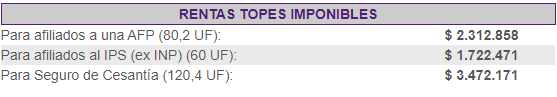 RENTAS TOPES IMPONIBLES
Para afiliados a una AFP (80,2 UF): $ 2.312.858
Para afiliados al IPS (ex INP) (60 UF): $ 1.722.471
Para Seguro de Cesantía (120,4 UF): $ 3.472.171